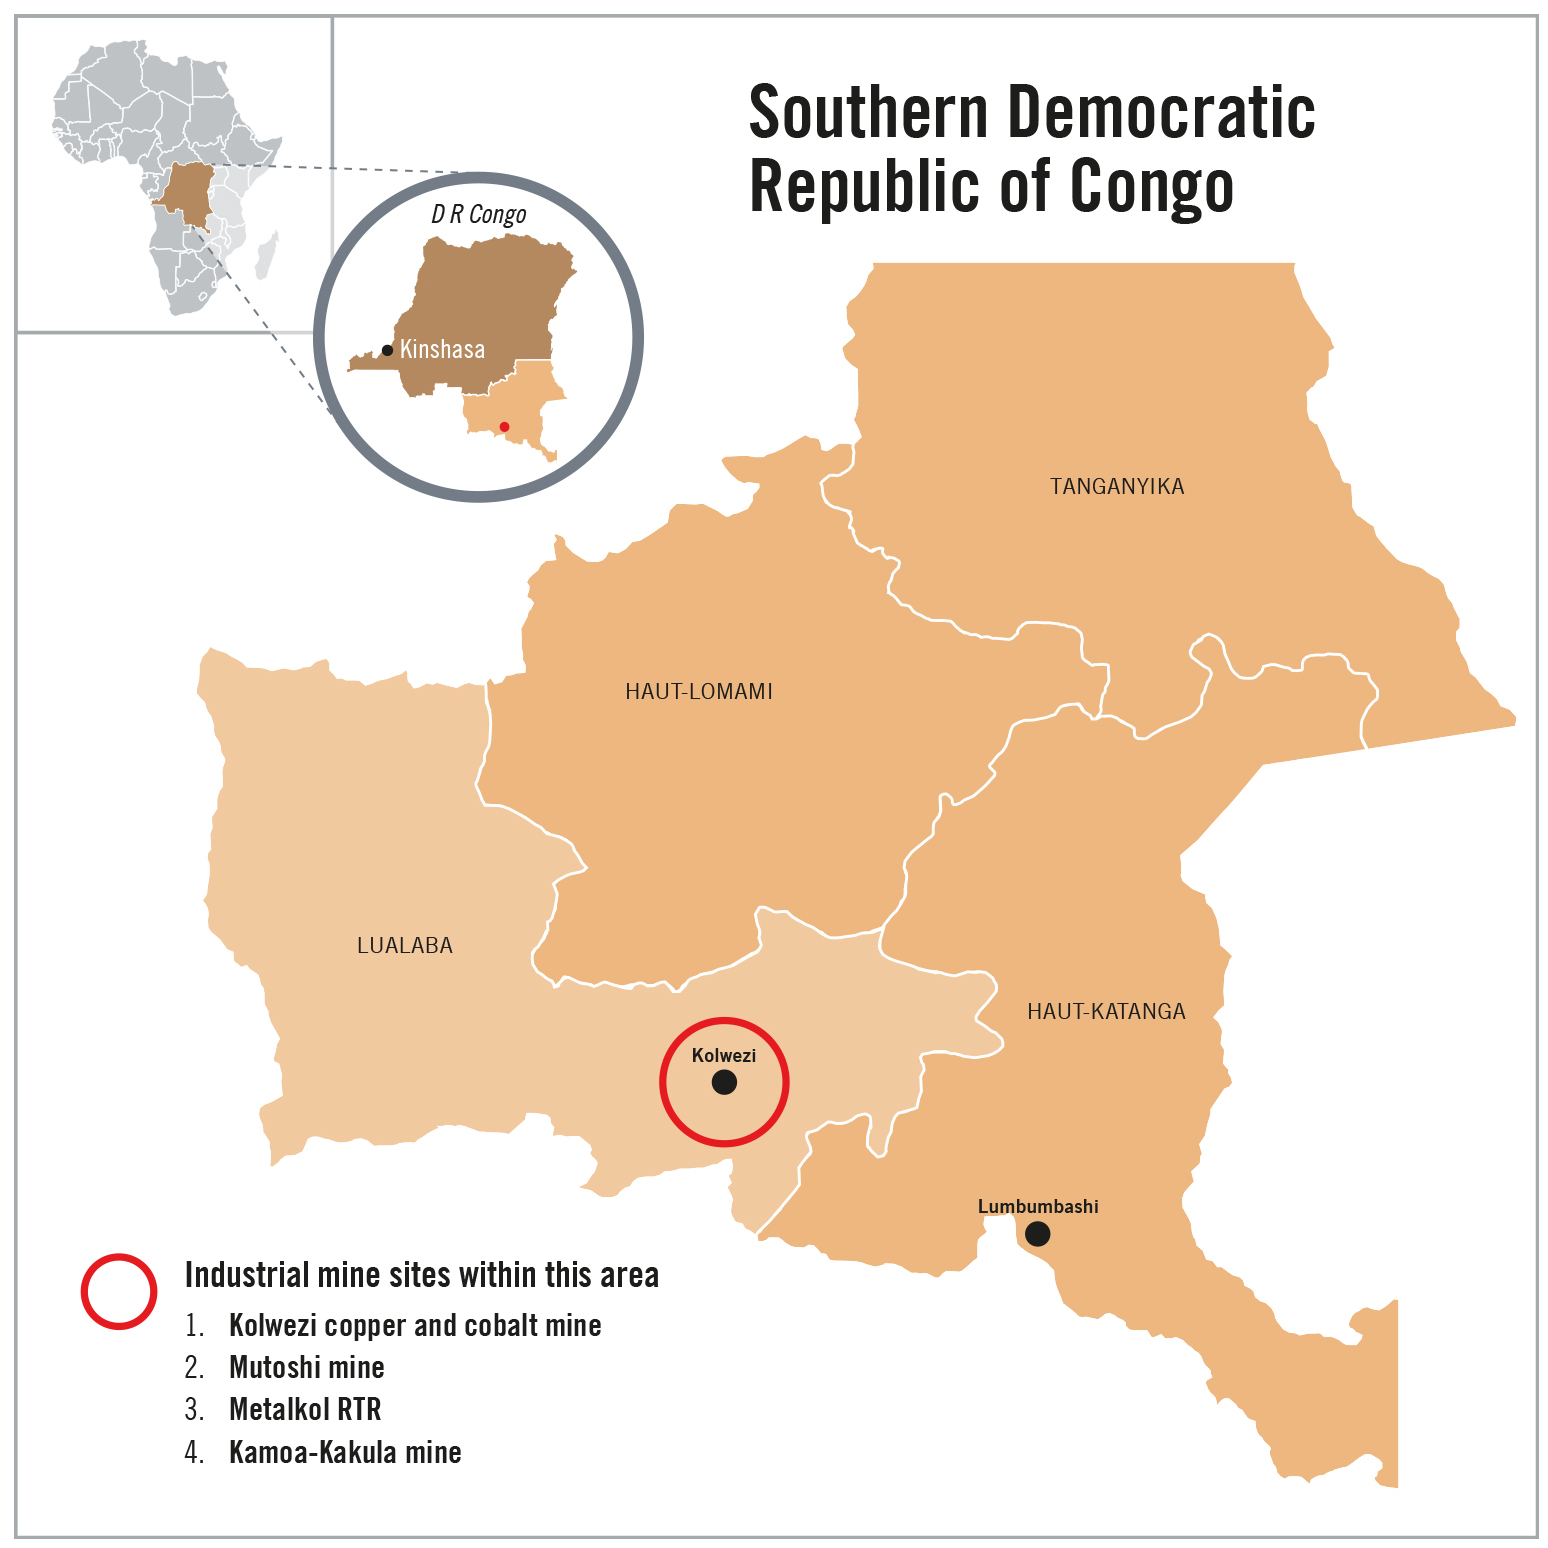 Southern Democratic
Republic of Congo
D R Congo
Kinshasa
TANGANYIKA
HAUT-LOMAMI
LUALABA
HAUT-KATANGA
Kolwezi
Lumbumbashi
Industrial mine sites within this area
1. Kolwezi copper and cobalt mine
2. Mutoshi mine
3. Metalkol RTR
4. Kamoa-Kakula mine